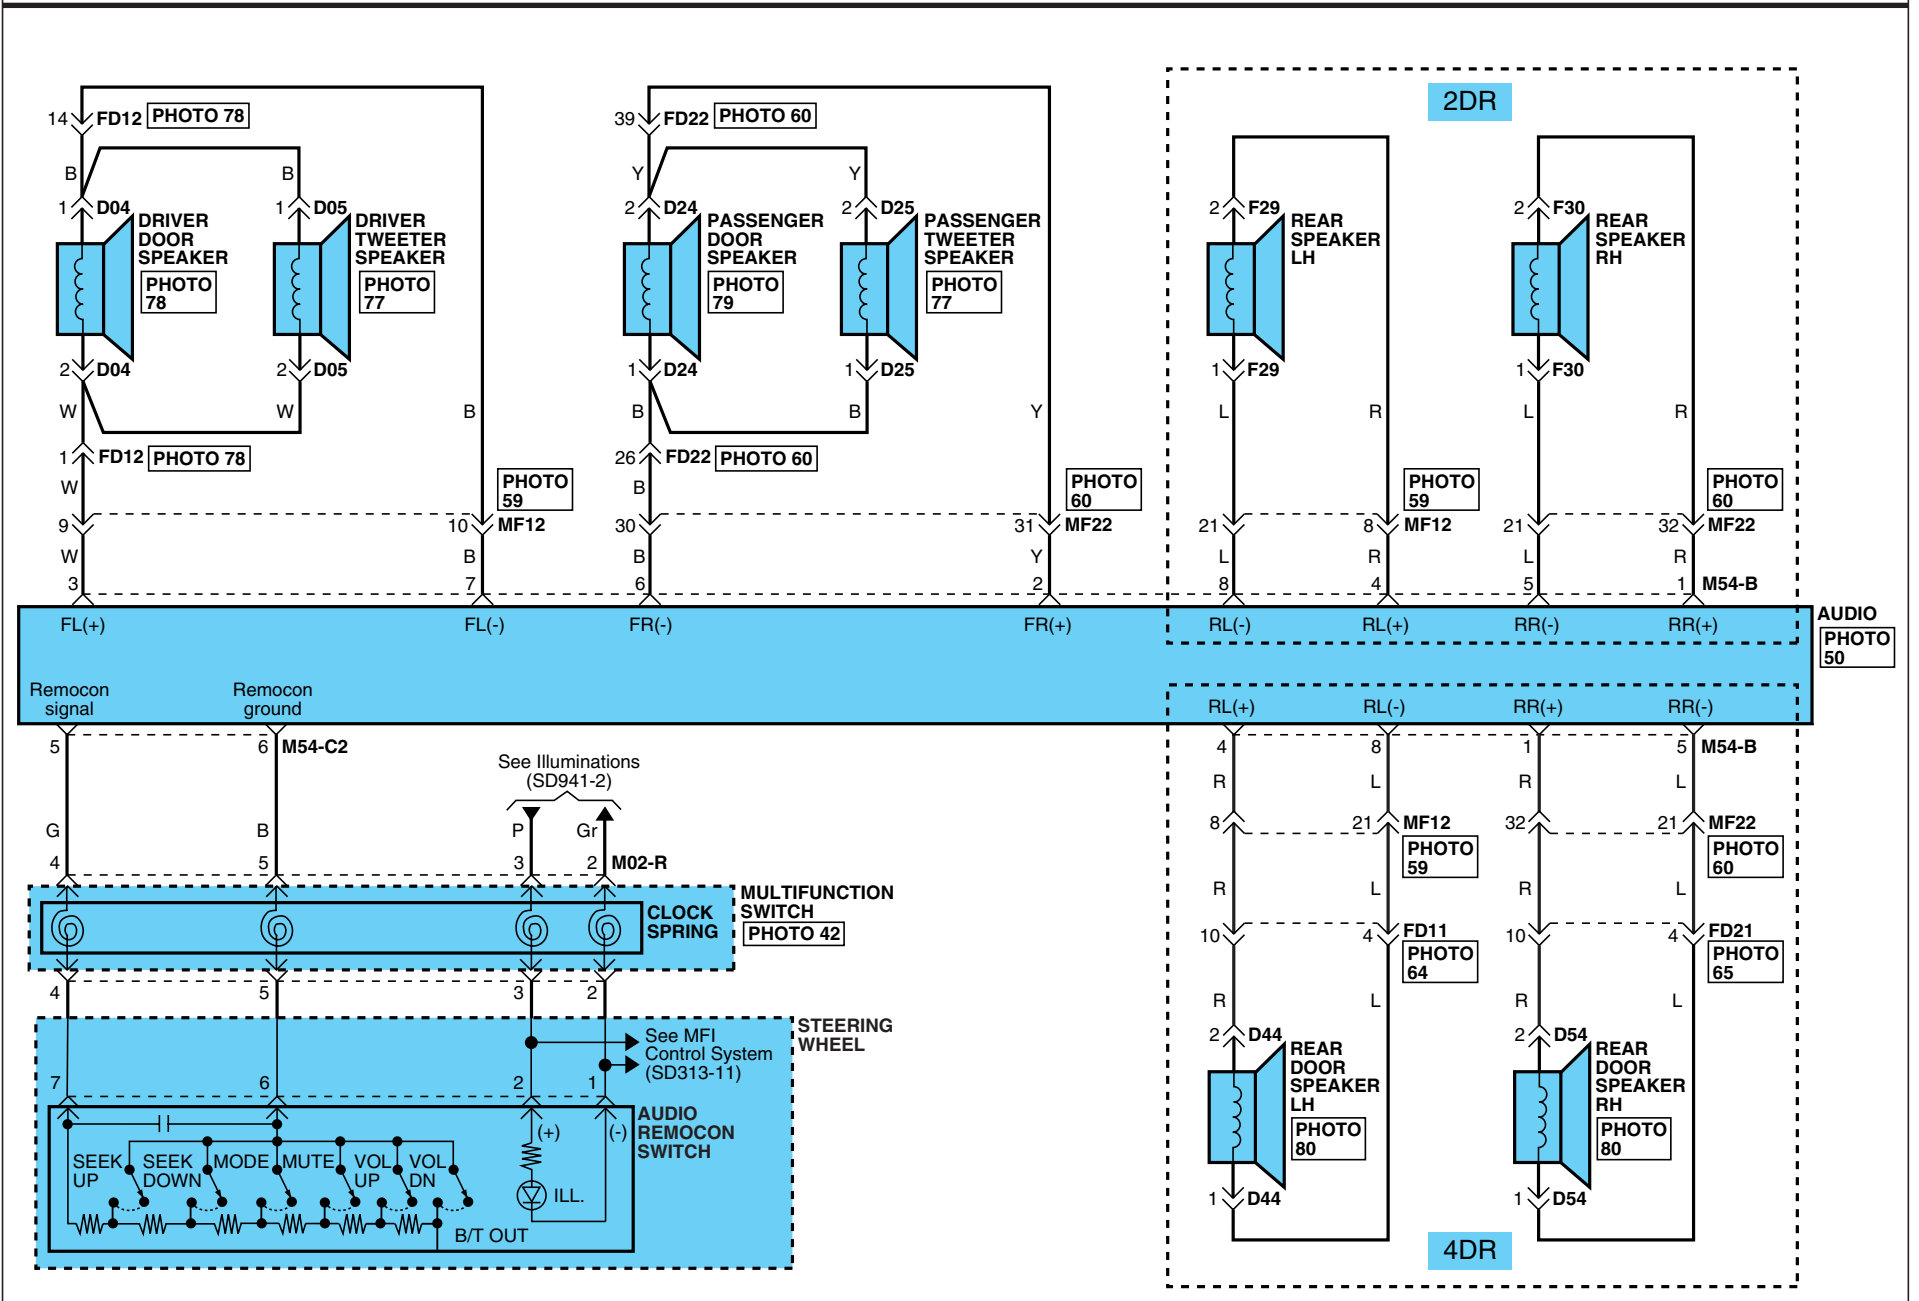 2DR
14 FD12 PHOTO 78
39 FD22 PHOTO 60
B B Y Y
1 D04 1 D05 2 D24 2 D25 2 F29 2 F30
DRIVER
DOOR
SPEAKER
PHOTO
78
DRIVER
TWEETER
SPEAKER
PHOTO
77
PASSENGER
DOOR
SPEAKER
PHOTO
79
PASSENGER
TWEETER
SPEAKER
PHOTO
77
REAR
SPEAKER
LH
REAR
SPEAKER
RH
2 D04 2 D05 1 D24 1 D25 1 F29 1 F30
W W B B B Y L R L R
1 FD12 PHOTO 78
26 FD22 PHOTO 60
W B
PHOTO
59
PHOTO
60
PHOTO
59
PHOTO
60
9 10 MF12 30 31 MF22 21 8 MF12 21 32 MF22
W B B Y L R L R
3 7 6 2 8 4 5 1 M54-B
FL(+) FL(-) FR(-) FR(+) RL(-) RL(+) RR(-) RR(+)
AUDIO
PHOTO
50
Remocon
signal
Remocon
ground
RL(+) RL(-) RR(+) RR(-)
5 6 M54-C2
4 8 1 5 M54-B
See Illuminations
(SD941-2)
R L R L
G B P Gr
8 21 MF12 32 21 MF22
PHOTO
59
PHOTO
60
4 5 3 2 M02-R
R L R L
MULTIFUNCTION
SWITCH
PHOTO 42
CLOCK
SPRING
10 4 FD11 10 4 FD21
PHOTO
64
PHOTO
65
4 5 3 2
R L R L
STEERING
WHEEL
See MFI
Control System
(SD313-11)
2 D44 2 D54
REAR
DOOR
SPEAKER
LH
PHOTO
80
REAR
DOOR
SPEAKER
RH
PHOTO
80
7 6 2 1
AUDIO
REMOCON
SWITCH
(+) (-)
SEEK
UP
SEEK
DOWN
MODE
MUTE
VOL
UP
VOL
DN
ILL.
B/T OUT
1 D44 1 D54
4DR